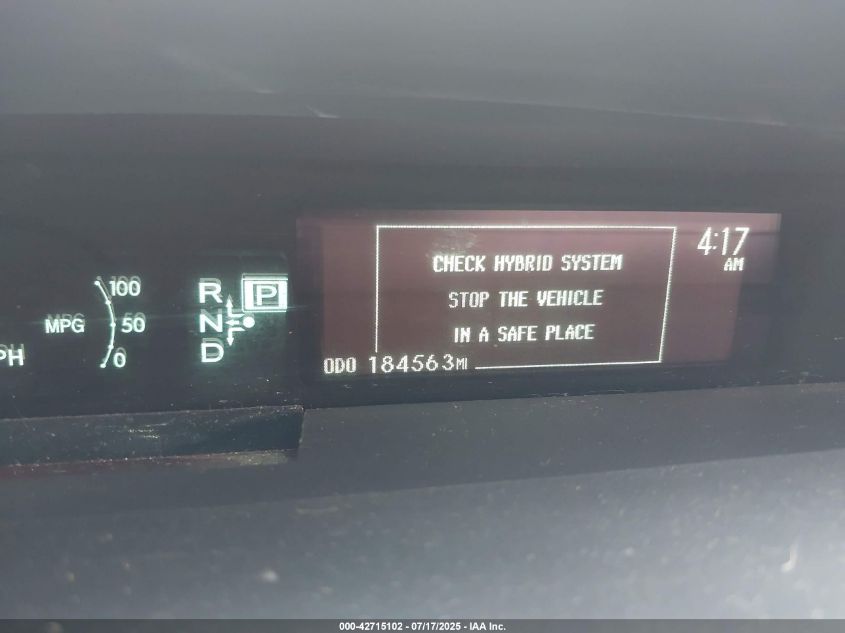 100
MPG
50
0
PH
R
P
N
D
CHECK HYBRID SYSTEM
STOP THE VEHICLE
IN A SAFE PLACE
4:17
AM
ODO 184563MI
000-42715102 - 07/17/2025 - IAA Inc.